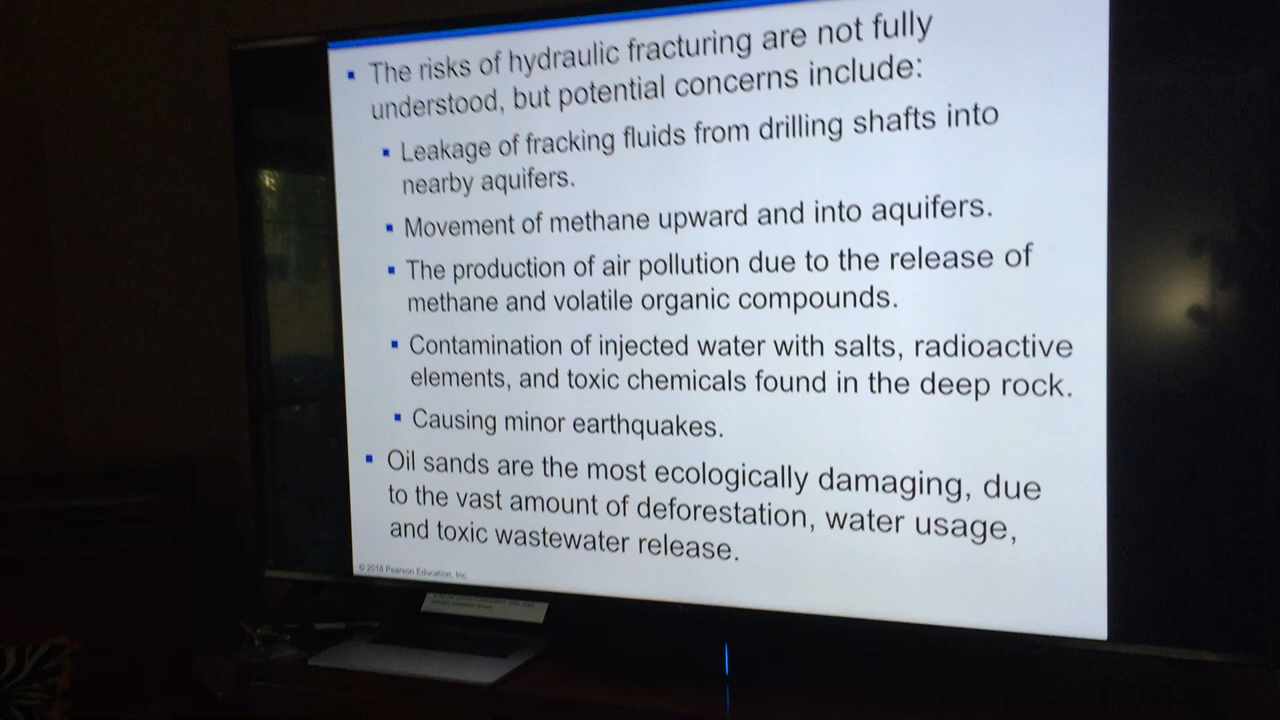 ▪ The risks of hydraulic fracturing are not fully
understood, but potential concerns include:
▪ Leakage of fracking fluids from drilling shafts into
nearby aquifers.
▪ Movement of methane upward and into aquifers.
▪ The production of air pollution due to the release of
methane and volatile organic compounds.
▪ Contamination of injected water with salts, radioactive
elements, and toxic chemicals found in the deep rock.
▪ Causing minor earthquakes.
▪ Oil sands are the most ecologically damaging, due
to the vast amount of deforestation, water usage,
and toxic wastewater release.
© 2018 Pearson Education, Inc.